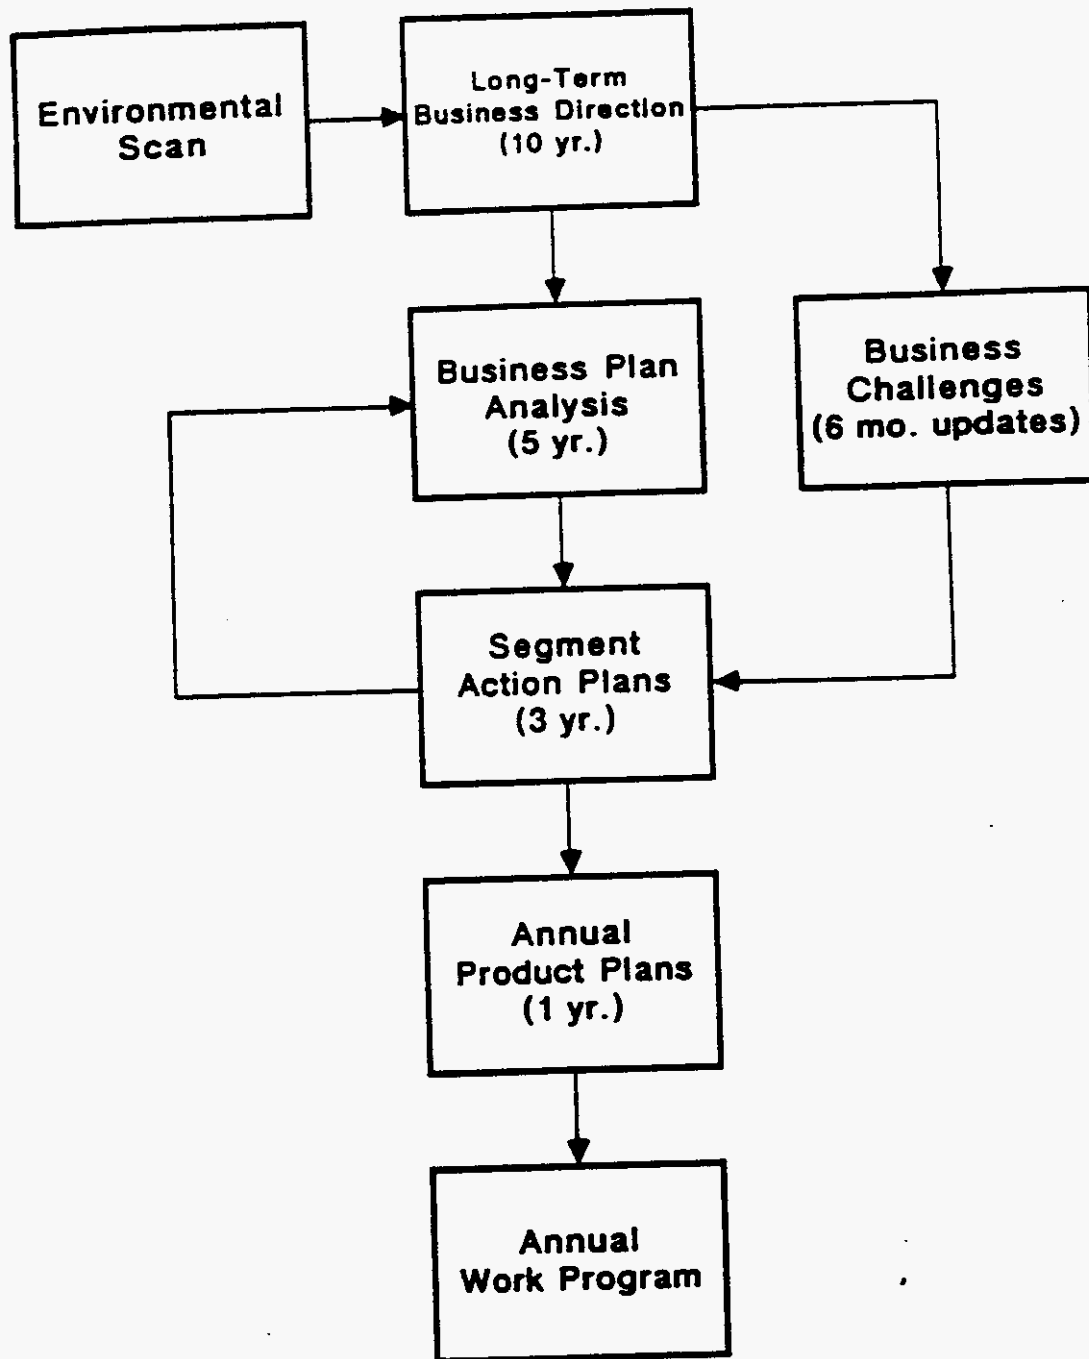 Environmental
Scan
Long-Term
Business Direction
(10 yr.)
Business Plan
Analysis
(5 yr.)
Business
Challenges
(6 mo. updates)
Segment
Action Plans
(3 yr.)
Annual
Product Plans
(1 yr.)
Annual
Work Program